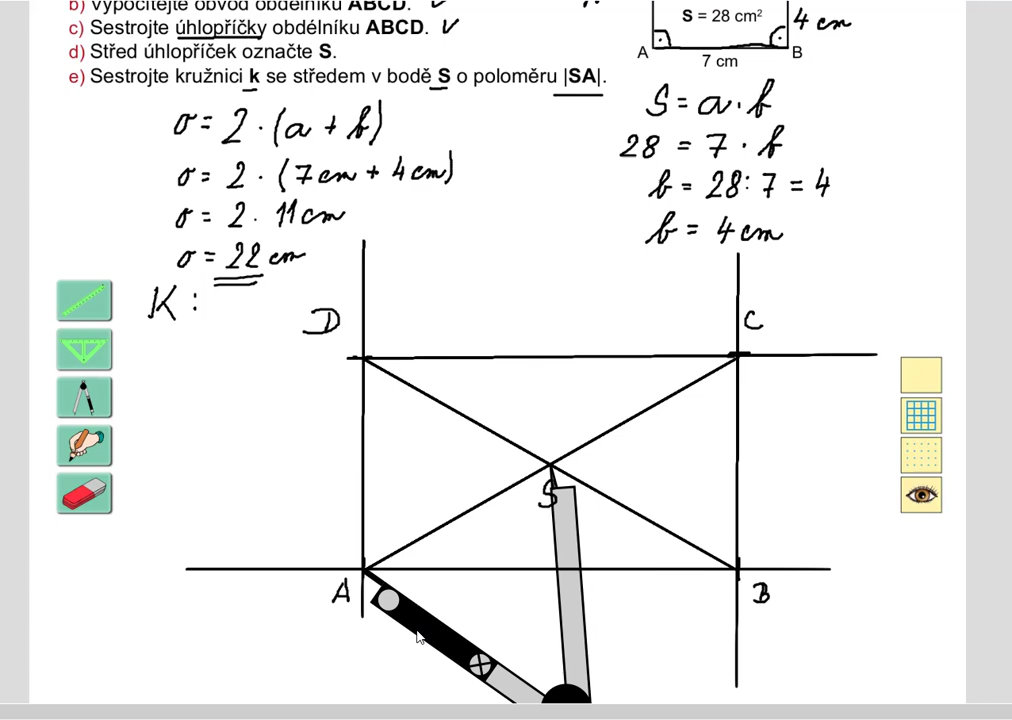 b) Vypočítejte obvod obdélníku ABCD. ✓
c) Sestrojte úhlopříčky obdélníku ABCD. ✓
d) Střed úhlopříček označte S.
e) Sestrojte kružnici k se středem v bodě S o poloměru |SA|.
S = 28 cm²
4 cm
A
B
7 cm
o = 2 · (a + b)
o = 2 · (7 cm + 4 cm)
o = 2 · 11 cm
o = 22 cm
S = a · b
28 = 7 · b
b = 28 : 7 = 4
b = 4 cm
K :
D
C
S
A
B